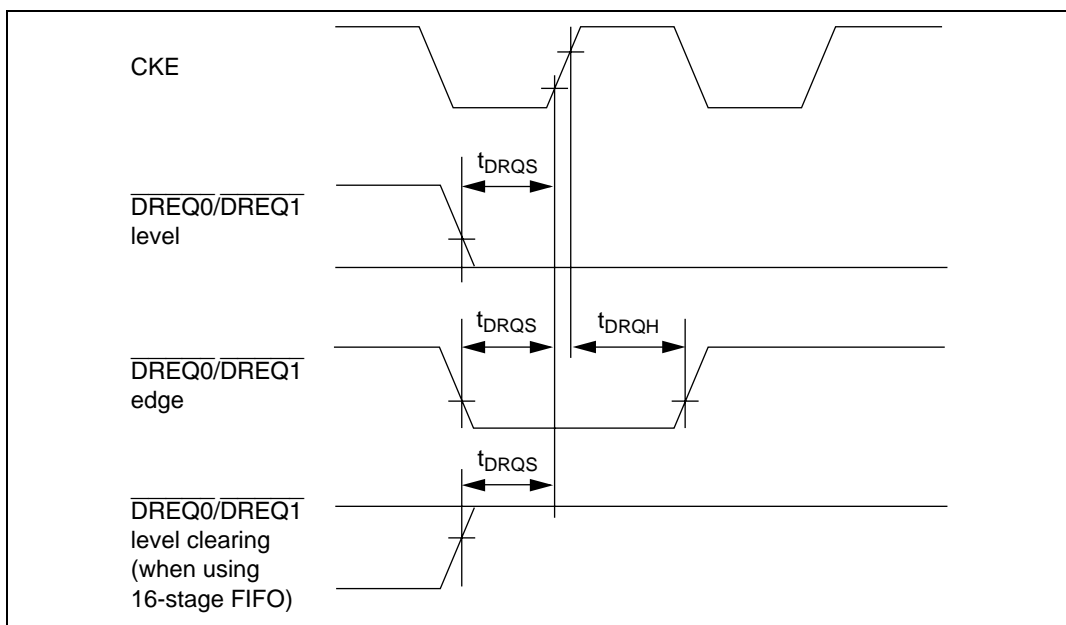 CKE
tDRQS
DREQ0/DREQ1
level
tDRQS
tDRQH
DREQ0/DREQ1
edge
tDRQS
DREQ0/DREQ1
level clearing
(when using
16-stage FIFO)